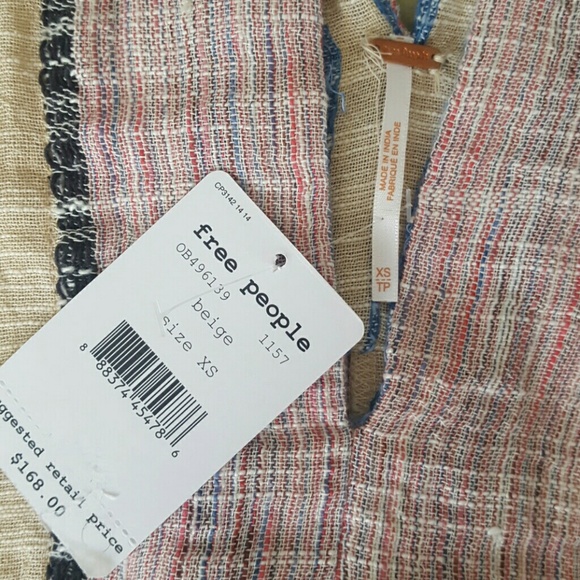 CP3142 14 14
free people
OB496139 1157
beige
size XS
8 88374 45478 6
ggested retail price
$168.00
MADE IN INDIA
FABRIQUÉ EN INDE
XS
TP